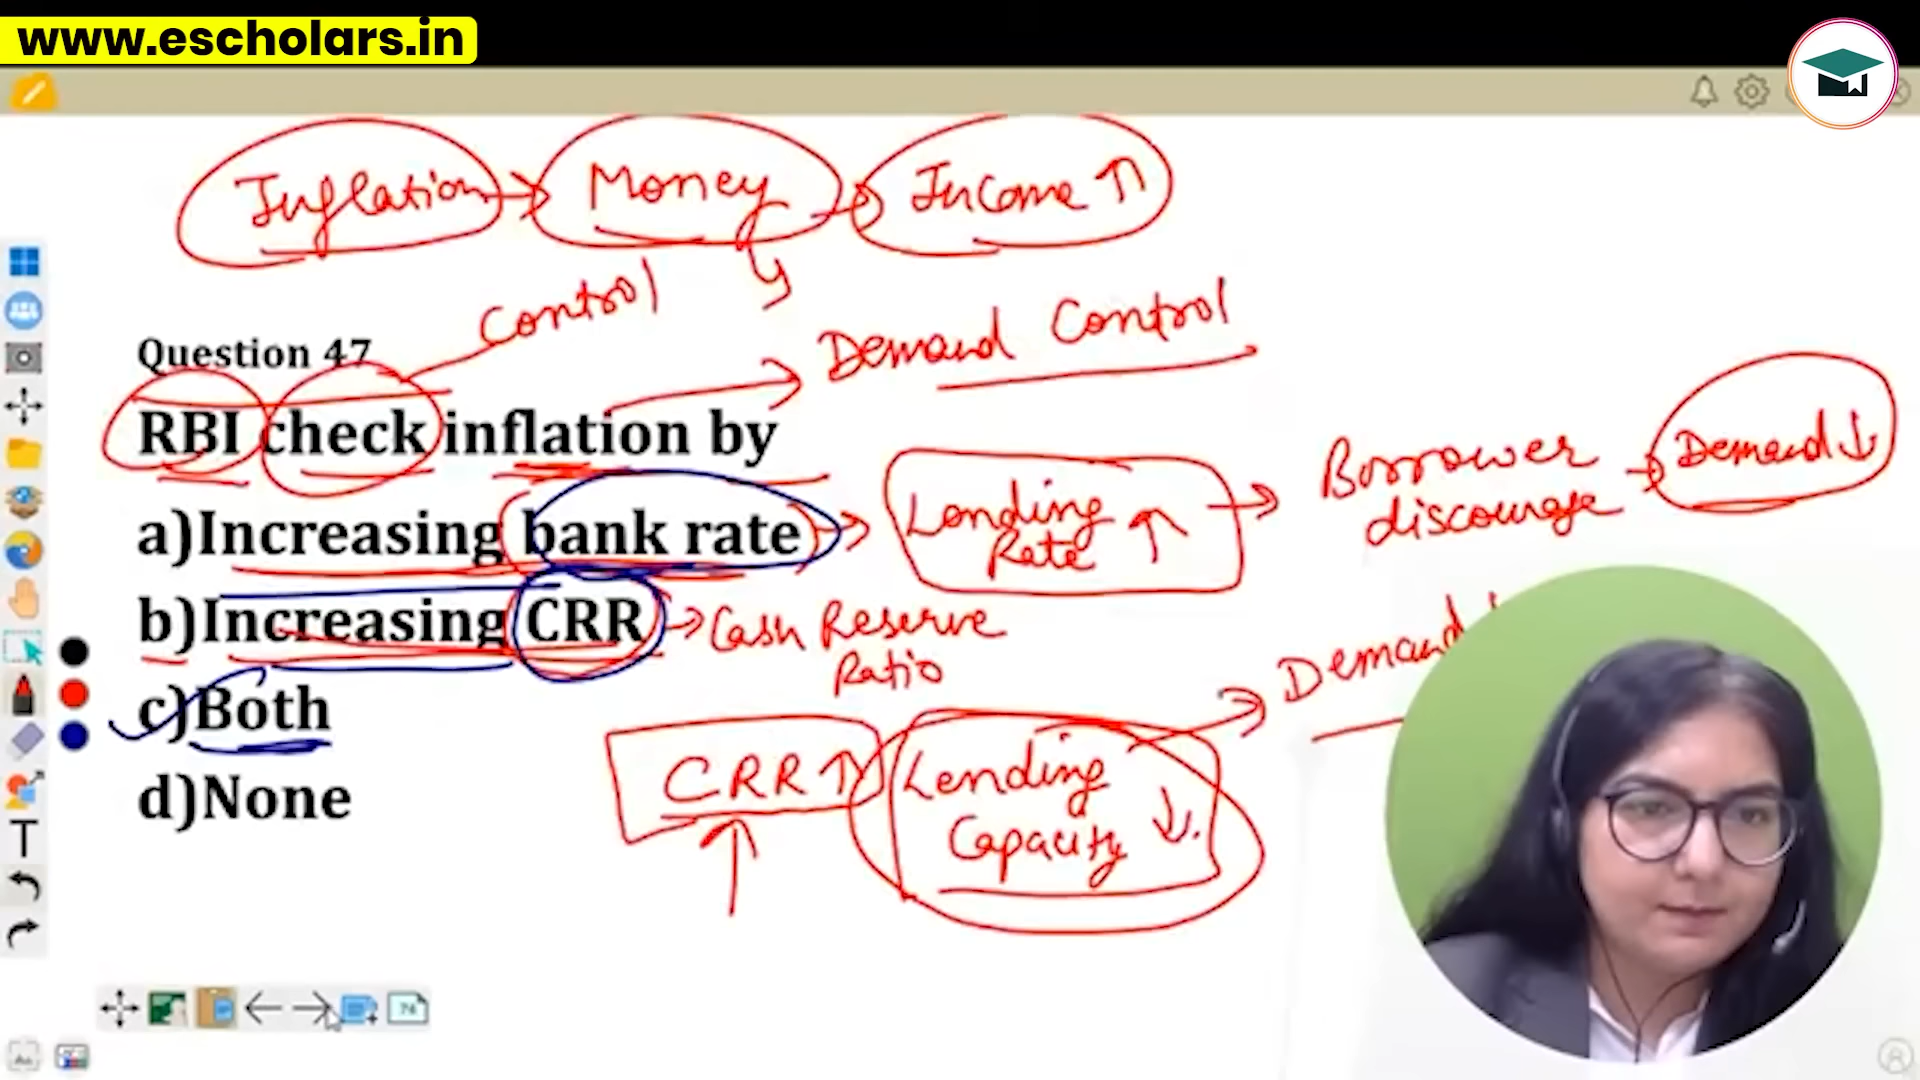 www.escholars.in
Inflation → Money → Income ↑
Control
Demand Control
Question 47
RBI check inflation by
a)Increasing bank rate
Lending Rate ↑ → Borrower discourage → Demand ↓
b)Increasing CRR → Cash Reserve Ratio
c)Both
d)None
CRR ↑
Lending Capacity ↓
Demand